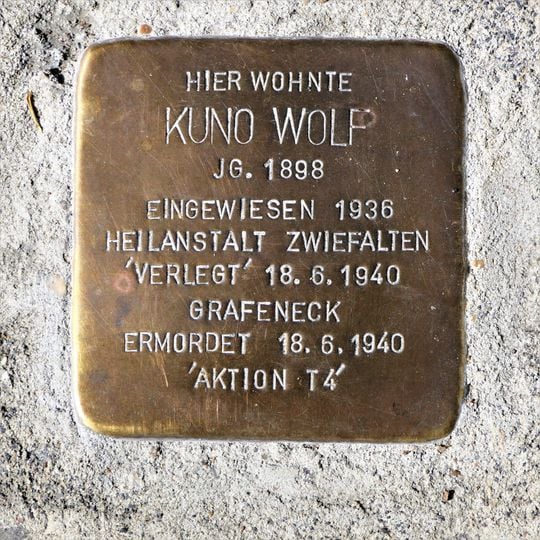 HIER WOHNTE
KUNO WOLF
JG. 1898
EINGEWIESEN 1936
HEILANSTALT ZWIEFALTEN
'VERLEGT' 18.6.1940
GRAFENECK
ERMORDET 18.6.1940
'AKTION T4'